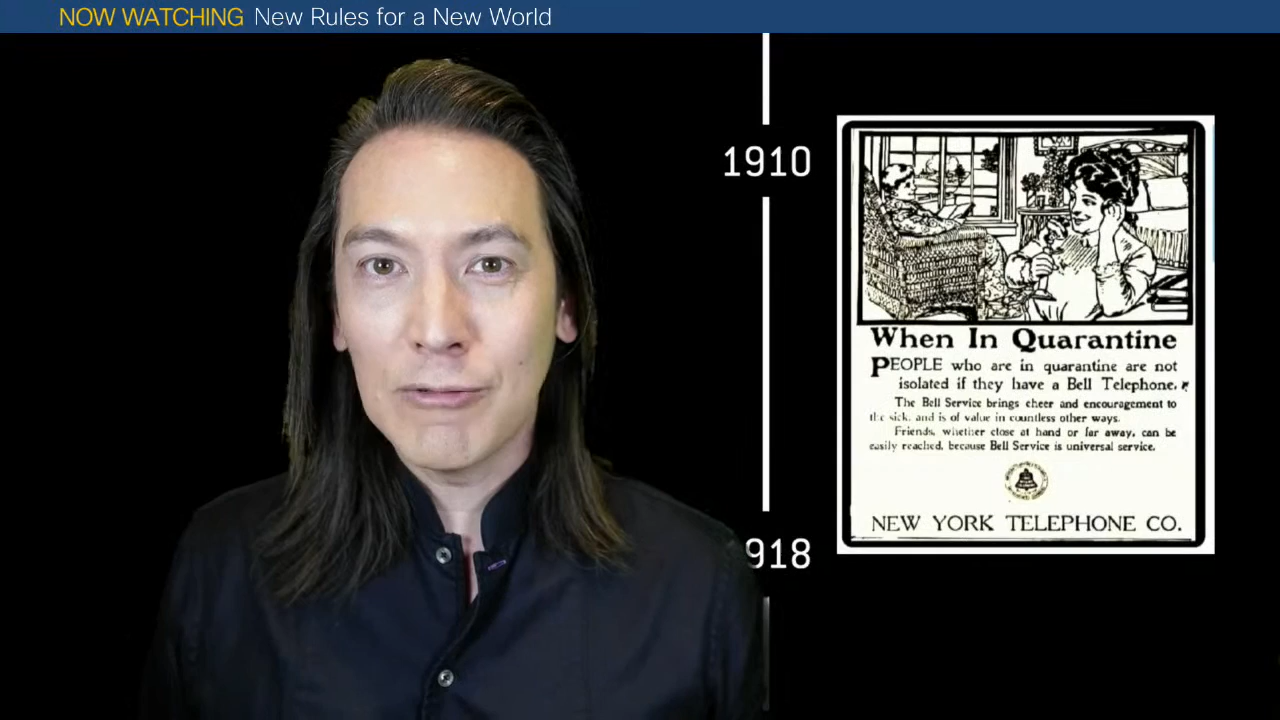 NOW WATCHING New Rules for a New World
1910
When In Quarantine
PEOPLE who are in quarantine are not
isolated if they have a Bell Telephone.
The Bell Service brings cheer and encouragement to
the sick, and is of value in countless other ways.
Friends, whether close at hand or far away, can be
easily reached, because Bell Service is universal service.
NEW YORK TELEPHONE CO.
918